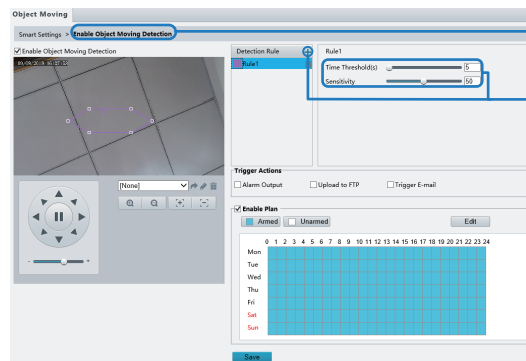 Object Moving
Smart Settings > Enable Object Moving Detection
Enable Object Moving Detection
Detection Rule
Rule1
Rule1
Time Threshold(s) 5
Sensitivity 50
Trigger Actions
Alarm Output Upload to FTP Trigger E-mail
[None]
Enable Plan
Armed Unarmed Edit
0 1 2 3 4 5 6 7 8 9 10 11 12 13 14 15 16 17 18 19 20 21 22 23 24
Mon
Tue
Wed
Thu
Fri
Sat
Sun
- +
Save